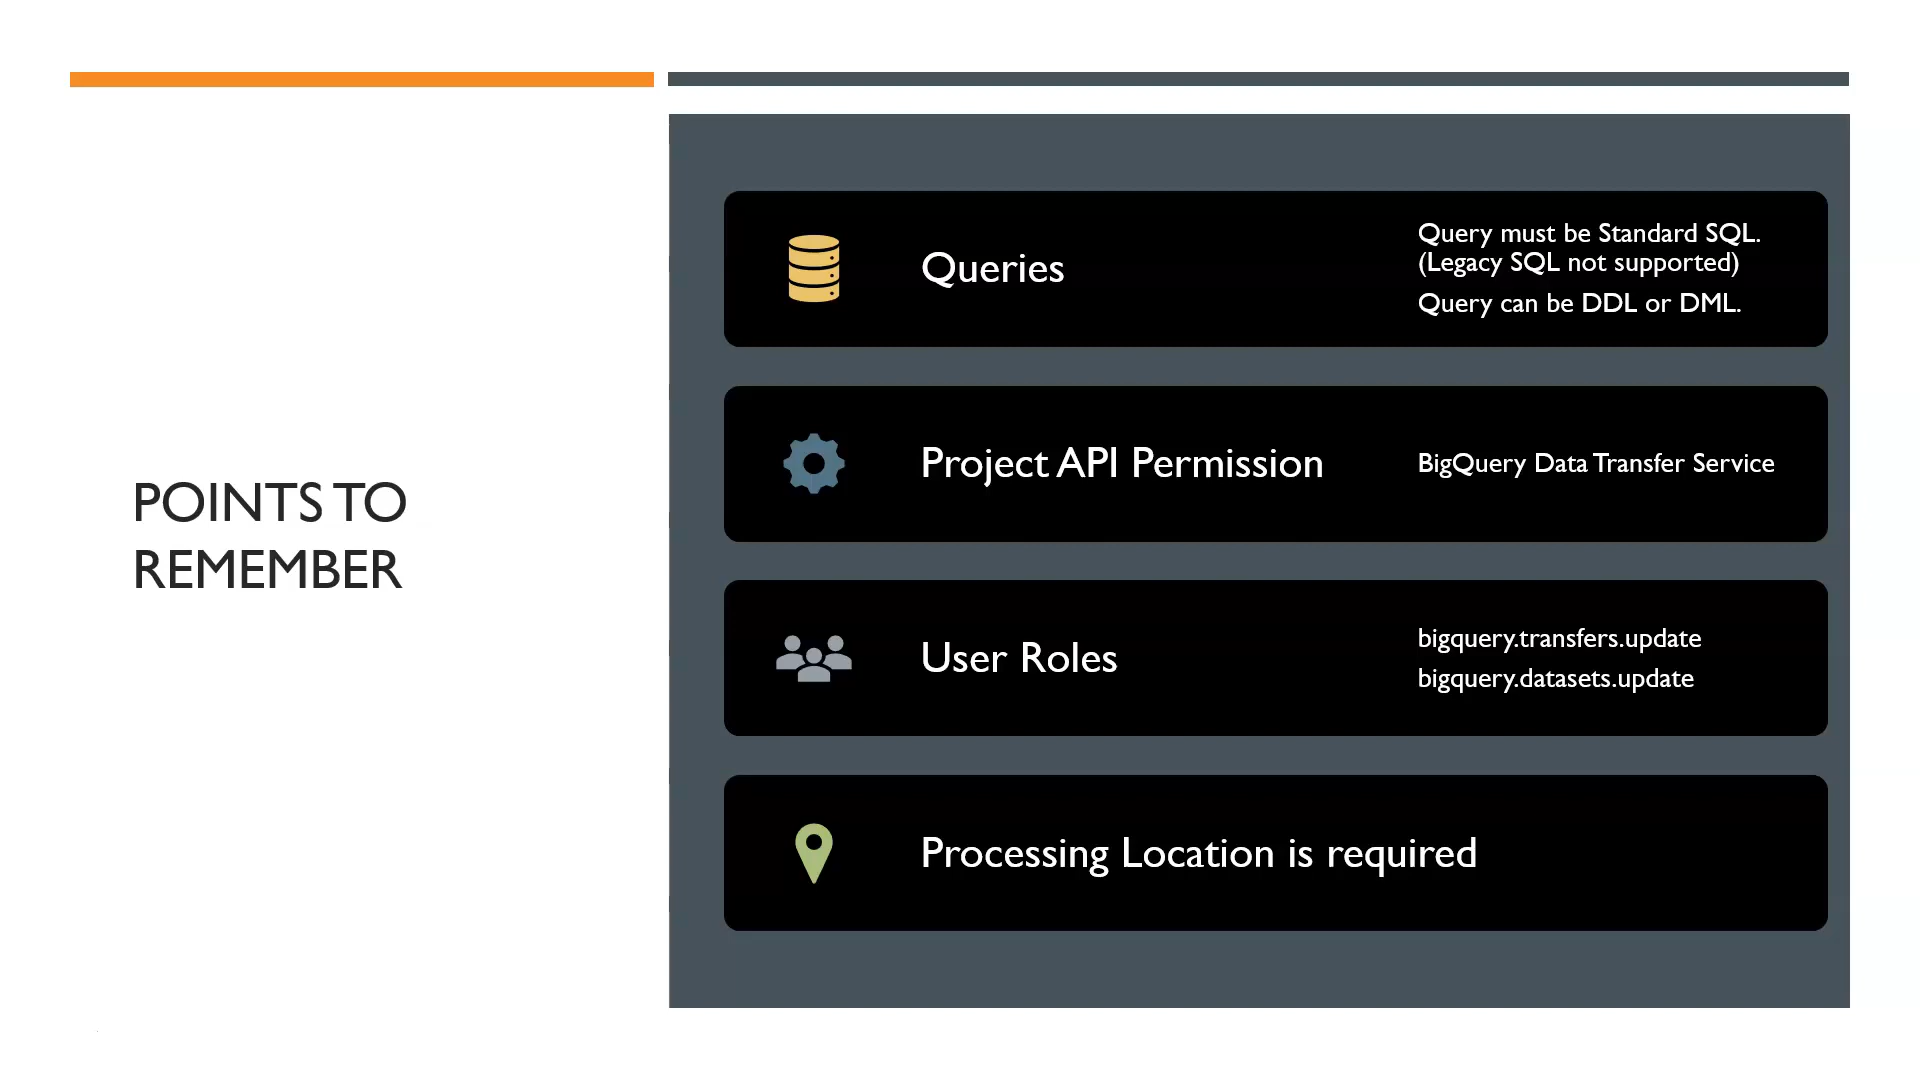 POINTS TO
REMEMBER
Queries
Query must be Standard SQL.
(Legacy SQL not supported)
Query can be DDL or DML.
Project API Permission
BigQuery Data Transfer Service
User Roles
bigquery.transfers.update
bigquery.datasets.update
Processing Location is required